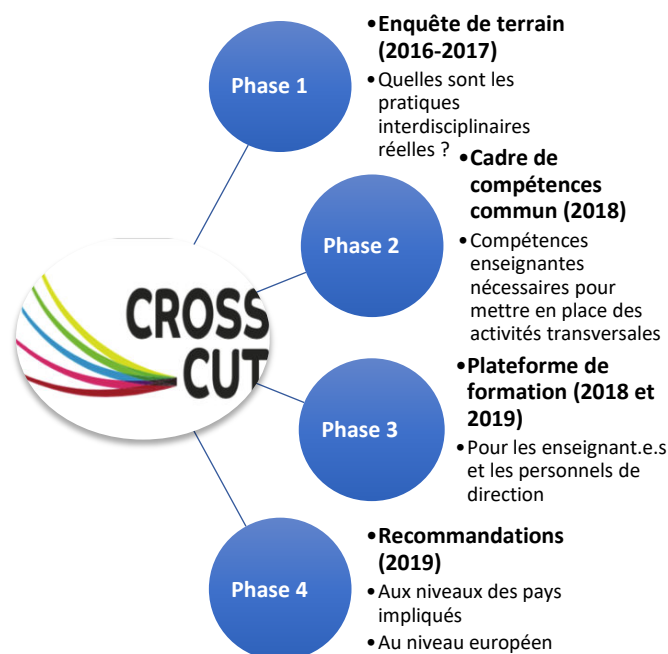 Phase 1
•Enquête de terrain
(2016-2017)
•Quelles sont les
pratiques
interdisciplinaires
réelles ?
Phase 2
•Cadre de
compétences
commun (2018)
•Compétences
enseignantes
nécessaires pour
mettre en place des
activités transversales
CROSS
CUT
Phase 3
•Plateforme de
formation (2018 et
2019)
•Pour les enseignant.e.s
et les personnels de
direction
Phase 4
•Recommandations
(2019)
•Aux niveaux des pays
impliqués
•Au niveau européen